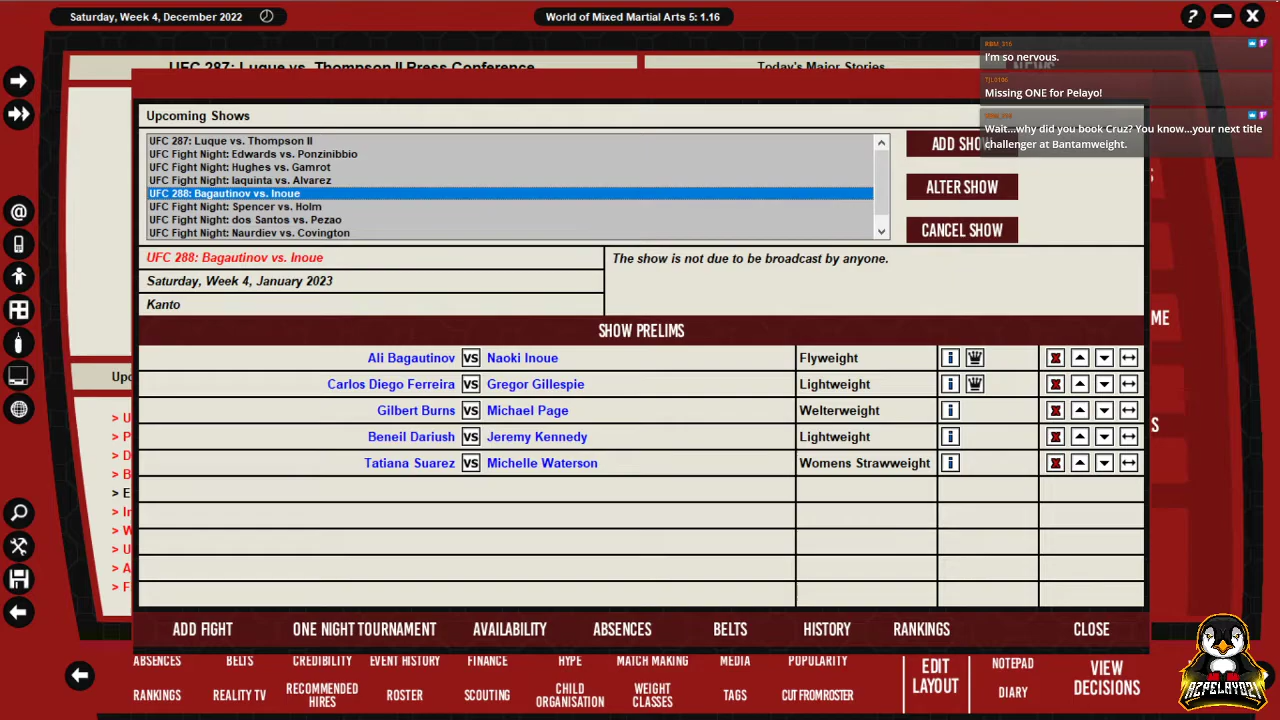 Saturday, Week 4, December 2022
World of Mixed Martial Arts 5: 1.16
?
X
UFC 287: Luque vs. Thompson II Press Conference
Today's Major Stories
I'm so nervous.
Missing ONE for Pelayo!
Wait...why did you book Cruz? You know...your next title
challenger at Bantamweight.
Upcoming Shows
UFC 287: Luque vs. Thompson II
UFC Fight Night: Edwards vs. Ponzinibbio
UFC Fight Night: Hughes vs. Gamrot
UFC Fight Night: Iaquinta vs. Alvarez
UFC 288: Bagautinov vs. Inoue
UFC Fight Night: Spencer vs. Holm
UFC Fight Night: dos Santos vs. Pezao
UFC Fight Night: Naurdiev vs. Covington
ADD SHOW
ALTER SHOW
CANCEL SHOW
UFC 288: Bagautinov vs. Inoue
Saturday, Week 4, January 2023
Kanto
The show is not due to be broadcast by anyone.
SHOW PRELIMS
Ali Bagautinov VS Naoki Inoue Flyweight i
Carlos Diego Ferreira VS Gregor Gillespie Lightweight i
Gilbert Burns VS Michael Page Welterweight i
Beneil Dariush VS Jeremy Kennedy Lightweight i
Tatiana Suarez VS Michelle Waterson Womens Strawweight i
Upc
> U
> P
> D
> B
> E
> In
> W
> U
> A
> F
ME
S
ADD FIGHT ONE NIGHT TOURNAMENT AVAILABILITY ABSENCES BELTS HISTORY RANKINGS CLOSE
ABSENCES BELTS CREDIBILITY EVENT HISTORY FINANCE HYPE MATCH MAKING MEDIA POPULARITY
RANKINGS REALITY TV RECOMMENDED HIRES ROSTER SCOUTING CHILD ORGANISATION WEIGHT CLASSES TAGS CUT FROM ROSTER
EDIT LAYOUT
NOTEPAD
DIARY
VIEW DECISIONS
ACPELAYO21